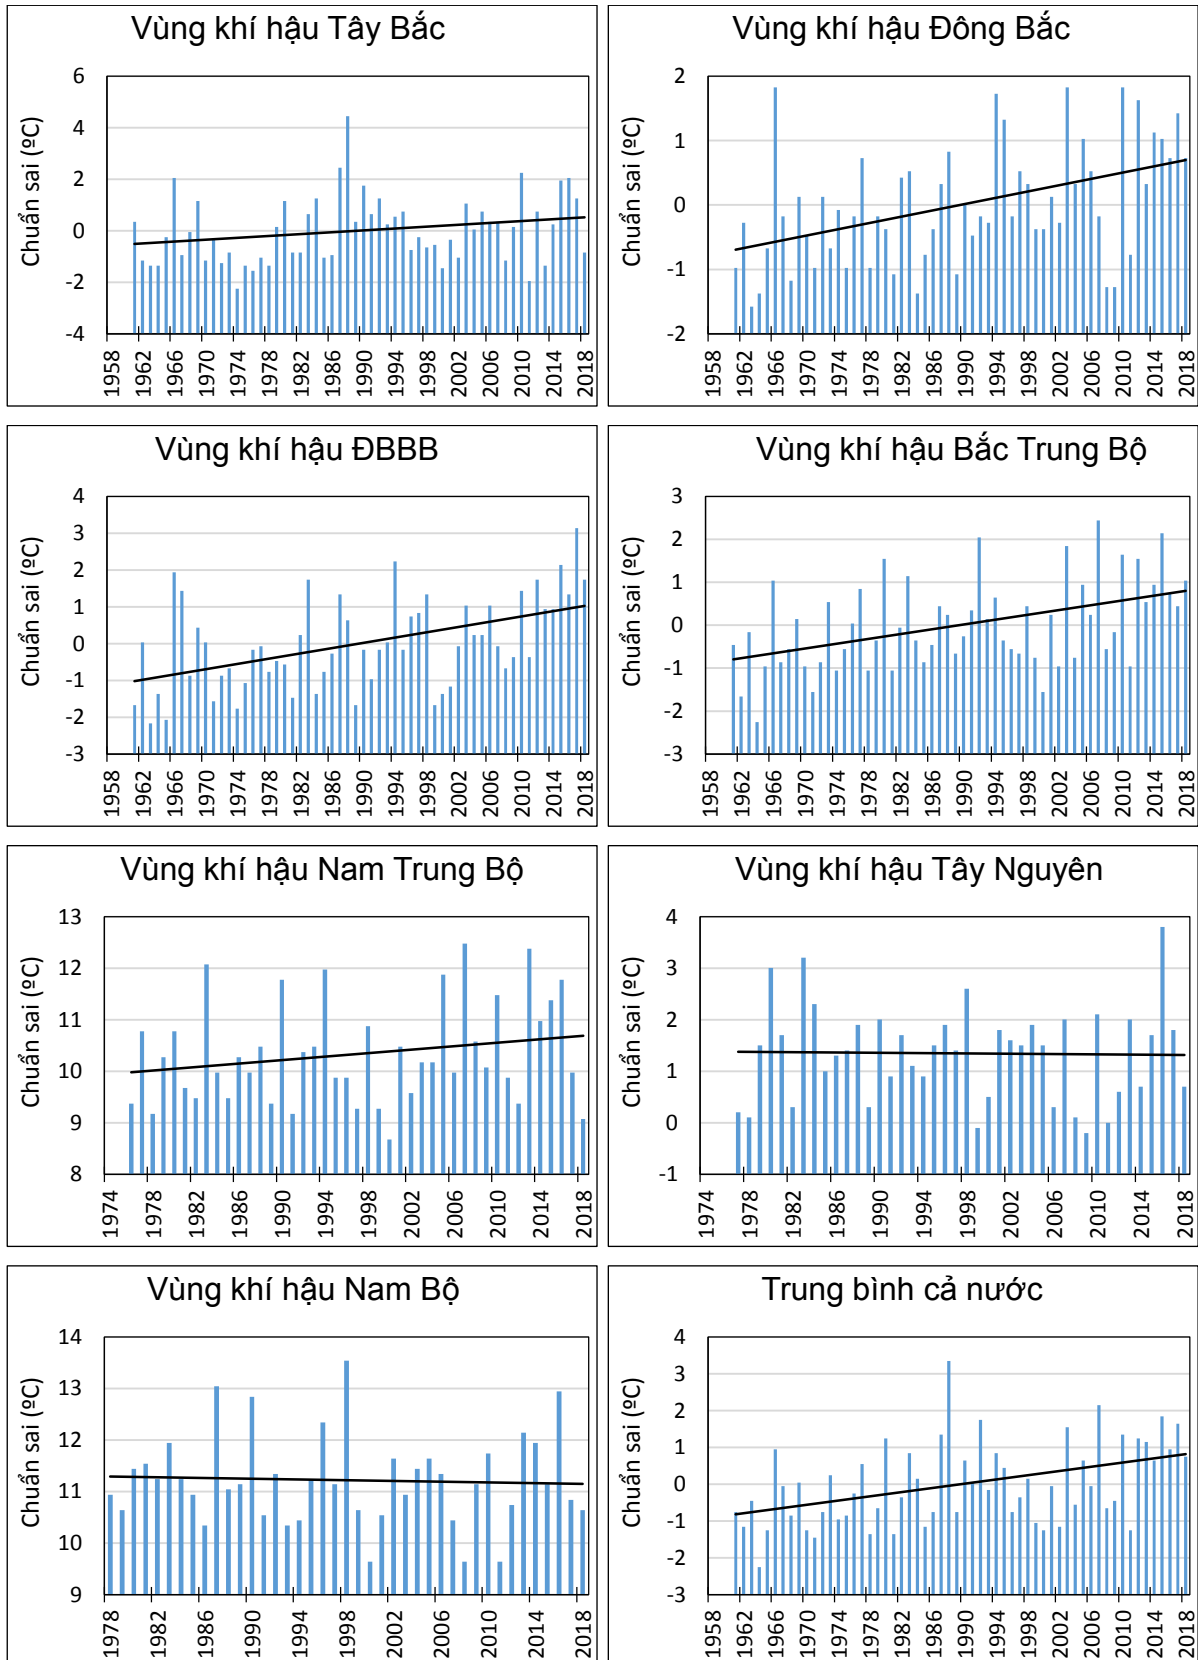 Vùng khí hậu Tây Bắc
Chuẩn sai (ºC)
6
4
2
0
-2
-4
1958 1962 1966 1970 1974 1978 1982 1986 1990 1994 1998 2002 2006 2010 2014 2018
Vùng khí hậu Đông Bắc
Chuẩn sai (ºC)
2
1
0
-1
-2
1958 1962 1966 1970 1974 1978 1982 1986 1990 1994 1998 2002 2006 2010 2014 2018
Vùng khí hậu ĐBBB
Chuẩn sai (ºC)
4
3
2
1
0
-1
-2
-3
1958 1962 1966 1970 1974 1978 1982 1986 1990 1994 1998 2002 2006 2010 2014 2018
Vùng khí hậu Bắc Trung Bộ
Chuẩn sai (ºC)
3
2
1
0
-1
-2
-3
1958 1962 1966 1970 1974 1978 1982 1986 1990 1994 1998 2002 2006 2010 2014 2018
Vùng khí hậu Nam Trung Bộ
Chuẩn sai (ºC)
13
12
11
10
9
8
1974 1978 1982 1986 1990 1994 1998 2002 2006 2010 2014 2018
Vùng khí hậu Tây Nguyên
Chuẩn sai (ºC)
4
3
2
1
0
-1
1974 1978 1982 1986 1990 1994 1998 2002 2006 2010 2014 2018
Vùng khí hậu Nam Bộ
Chuẩn sai (ºC)
14
13
12
11
10
9
1978 1982 1986 1990 1994 1998 2002 2006 2010 2014 2018
Trung bình cả nước
Chuẩn sai (ºC)
4
3
2
1
0
-1
-2
-3
1958 1962 1966 1970 1974 1978 1982 1986 1990 1994 1998 2002 2006 2010 2014 2018